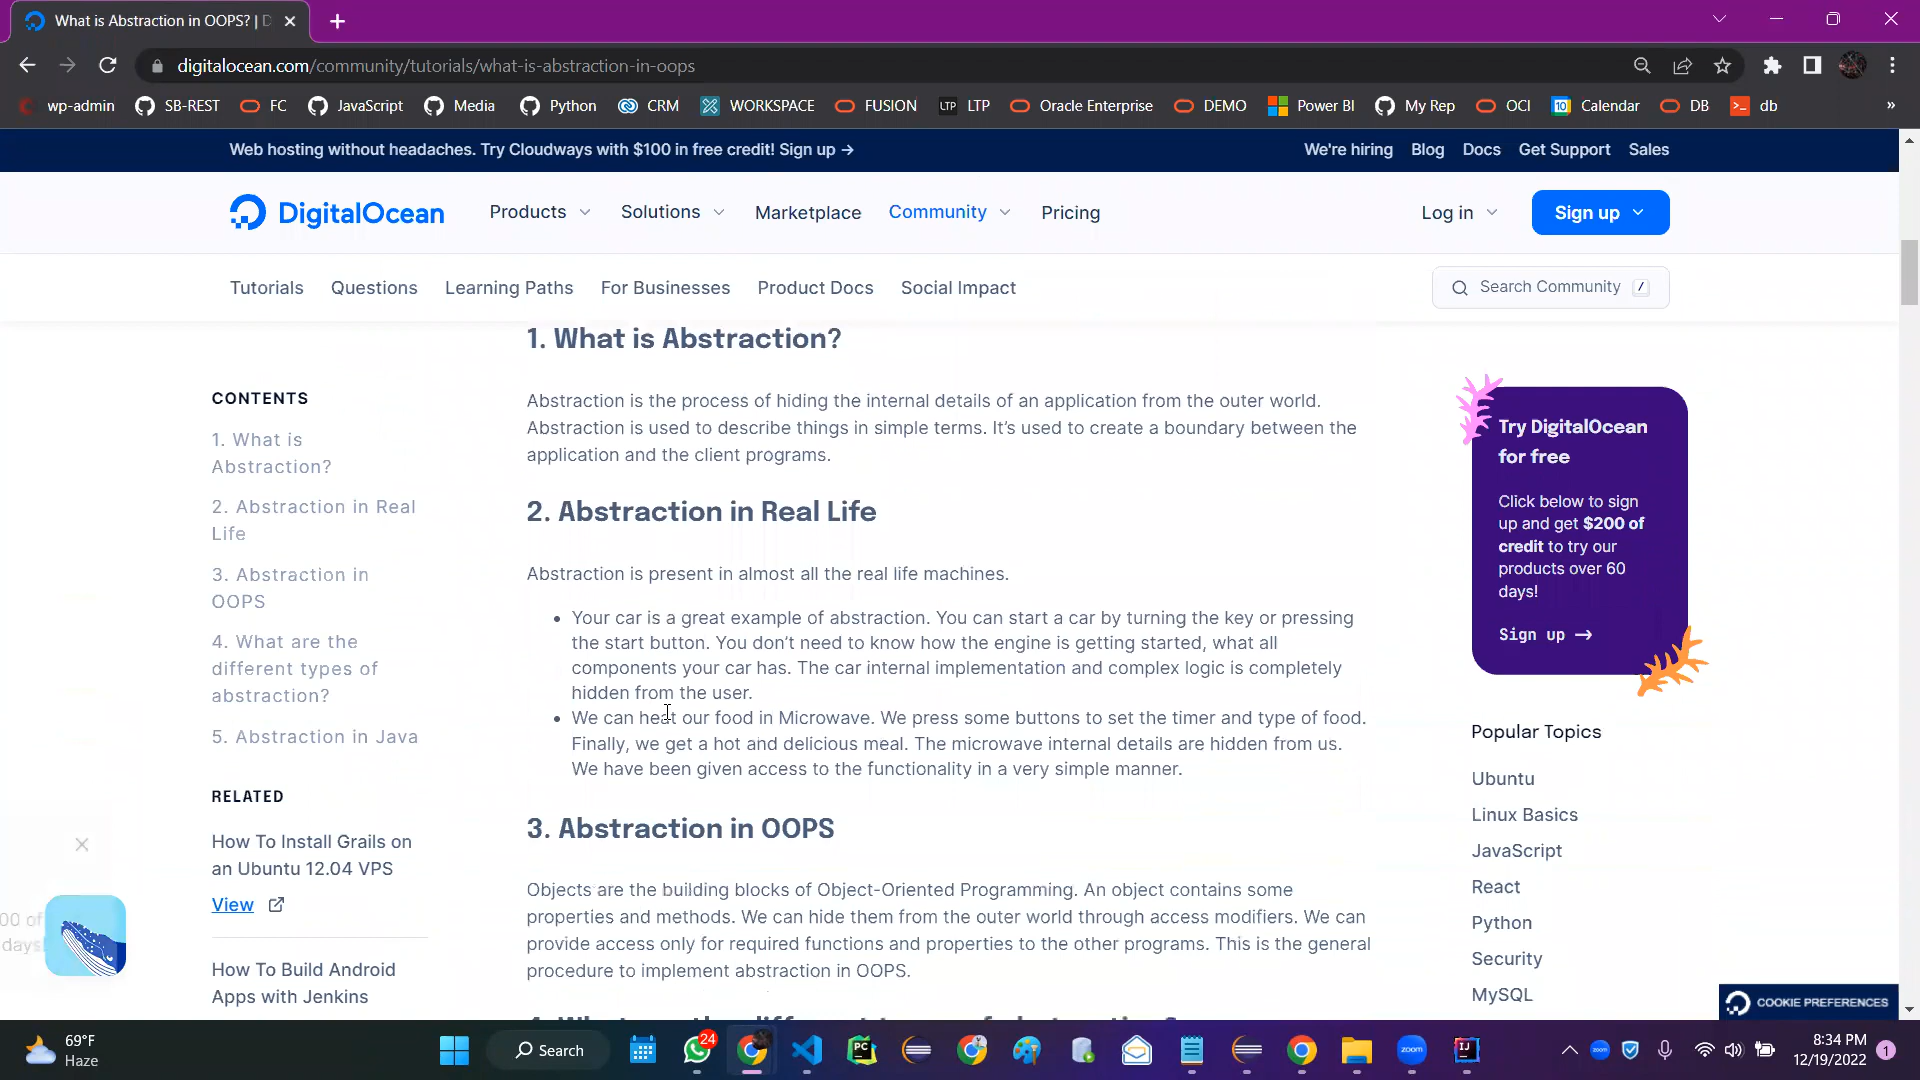 What is Abstraction in OOPS? | D
digitalocean.com/community/tutorials/what-is-abstraction-in-oops
wp-admin SB-REST FC JavaScript Media Python CRM WORKSPACE FUSION LTP LTP Oracle Enterprise DEMO Power BI My Rep OCI 10 Calendar DB db »
Web hosting without headaches. Try Cloudways with $100 in free credit! Sign up →
We're hiring Blog Docs Get Support Sales
DigitalOcean Products Solutions Marketplace Community Pricing Log in Sign up
Tutorials Questions Learning Paths For Businesses Product Docs Social Impact Search Community /
CONTENTS
1. What is
Abstraction?
2. Abstraction in Real
Life
3. Abstraction in
OOPS
4. What are the
different types of
abstraction?
5. Abstraction in Java
RELATED
How To Install Grails on
an Ubuntu 12.04 VPS
View
How To Build Android
Apps with Jenkins
00 of
days!
1. What is Abstraction?
Abstraction is the process of hiding the internal details of an application from the outer world.
Abstraction is used to describe things in simple terms. It’s used to create a boundary between the
application and the client programs.
2. Abstraction in Real Life
Abstraction is present in almost all the real life machines.
• Your car is a great example of abstraction. You can start a car by turning the key or pressing
the start button. You don’t need to know how the engine is getting started, what all
components your car has. The car internal implementation and complex logic is completely
hidden from the user.
• We can heat our food in Microwave. We press some buttons to set the timer and type of food.
Finally, we get a hot and delicious meal. The microwave internal details are hidden from us.
We have been given access to the functionality in a very simple manner.
3. Abstraction in OOPS
Objects are the building blocks of Object-Oriented Programming. An object contains some
properties and methods. We can hide them from the outer world through access modifiers. We can
provide access only for required functions and properties to the other programs. This is the general
procedure to implement abstraction in OOPS.
4. What are the different types of abstraction?
Try DigitalOcean
for free
Click below to sign
up and get $200 of
credit to try our
products over 60
days!
Sign up →
Popular Topics
Ubuntu
Linux Basics
JavaScript
React
Python
Security
MySQL
COOKIE PREFERENCES
69°F
Haze
Search
24
PC
zoom
IJ
zoom
8:34 PM
12/19/2022
1